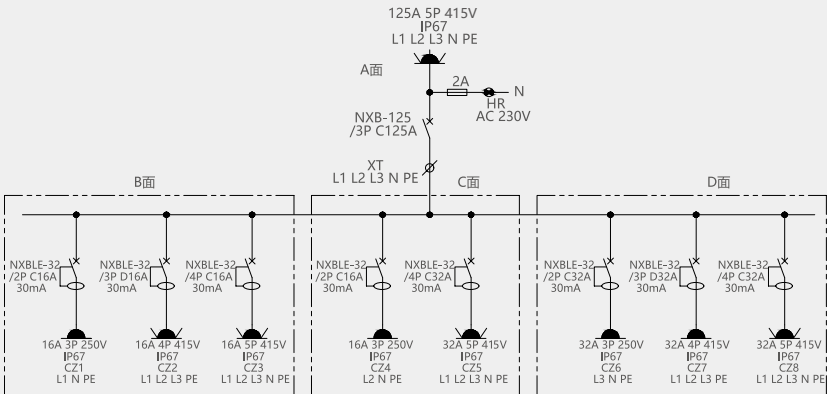 125A 5P 415V
IP67
L1 L2 L3 N PE
A面
2A
N
HR
AC 230V
NXB-125
/3P C125A
XT
L1 L2 L3 N PE
B面
C面
D面
NXBLE-32
/2P C16A
30mA
NXBLE-32
/3P D16A
30mA
NXBLE-32
/4P C16A
30mA
NXBLE-32
/2P C16A
30mA
NXBLE-32
/4P C32A
30mA
NXBLE-32
/2P C32A
30mA
NXBLE-32
/3P D32A
30mA
NXBLE-32
/4P C32A
30mA
16A 3P 250V
IP67
CZ1
L1 N PE
16A 4P 415V
IP67
CZ2
L1 L2 L3 PE
16A 5P 415V
IP67
CZ3
L1 L2 L3 N PE
16A 3P 250V
IP67
CZ4
L2 N PE
32A 5P 415V
IP67
CZ5
L1 L2 L3 N PE
32A 3P 250V
IP67
CZ6
L3 N PE
32A 4P 415V
IP67
CZ7
L1 L2 L3 PE
32A 5P 415V
IP67
CZ8
L1 L2 L3 N PE